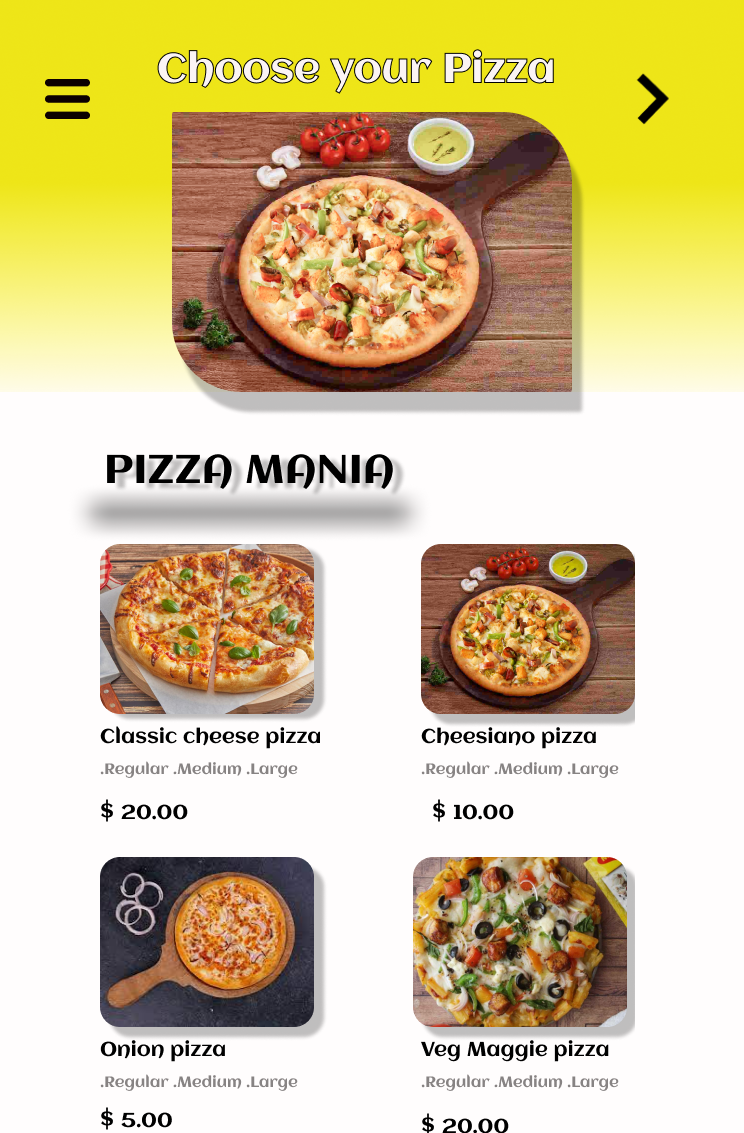 Choose your Pizza
PIZZA MANIA
Classic cheese pizza
.Regular .Medium .Large
$ 20.00
Cheesiano pizza
.Regular .Medium .Large
$ 10.00
Onion pizza
.Regular .Medium .Large
$ 5.00
Veg Maggie pizza
.Regular .Medium .Large
$ 20.00